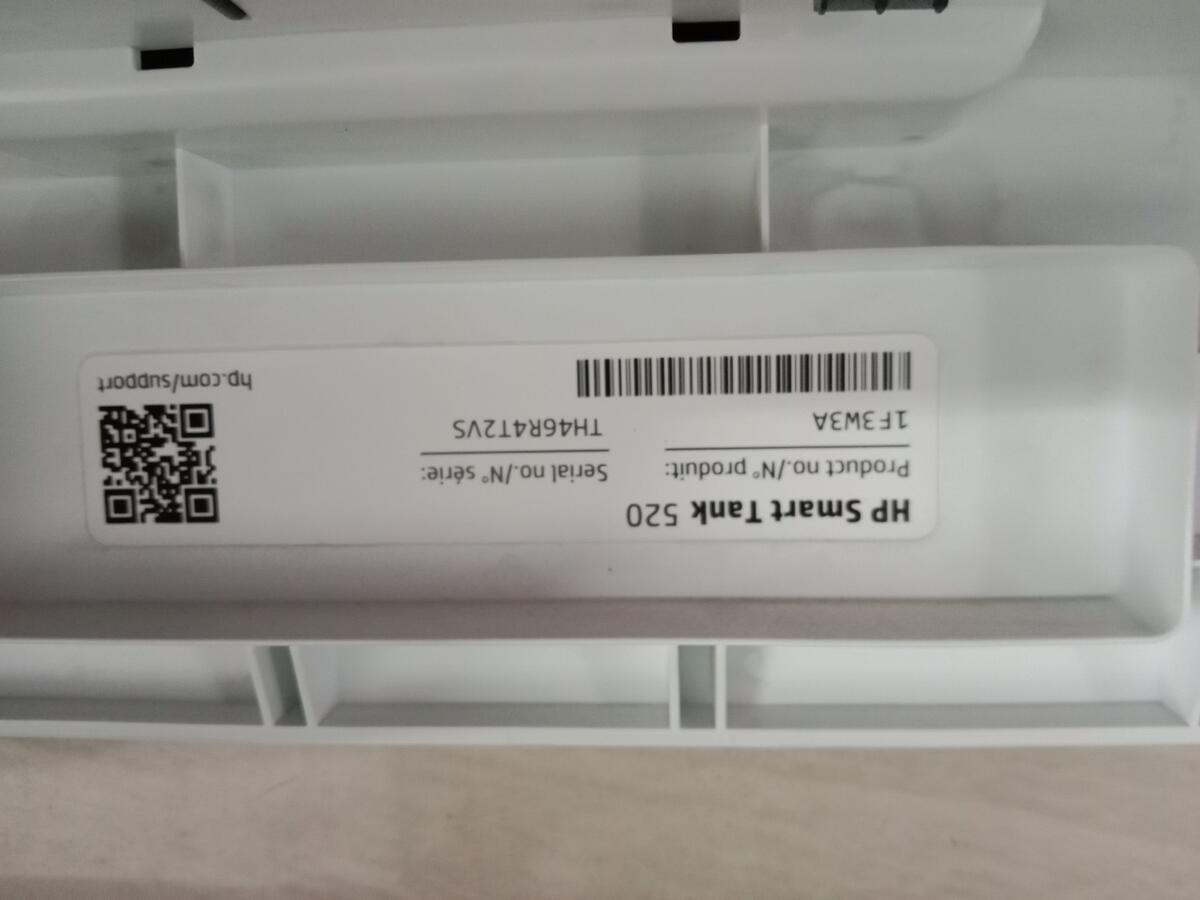 HP Smart Tank 520
Product no./N° produit:
1F3W3A
Serial no./N° série:
TH46R4T2VS
hp.com/support